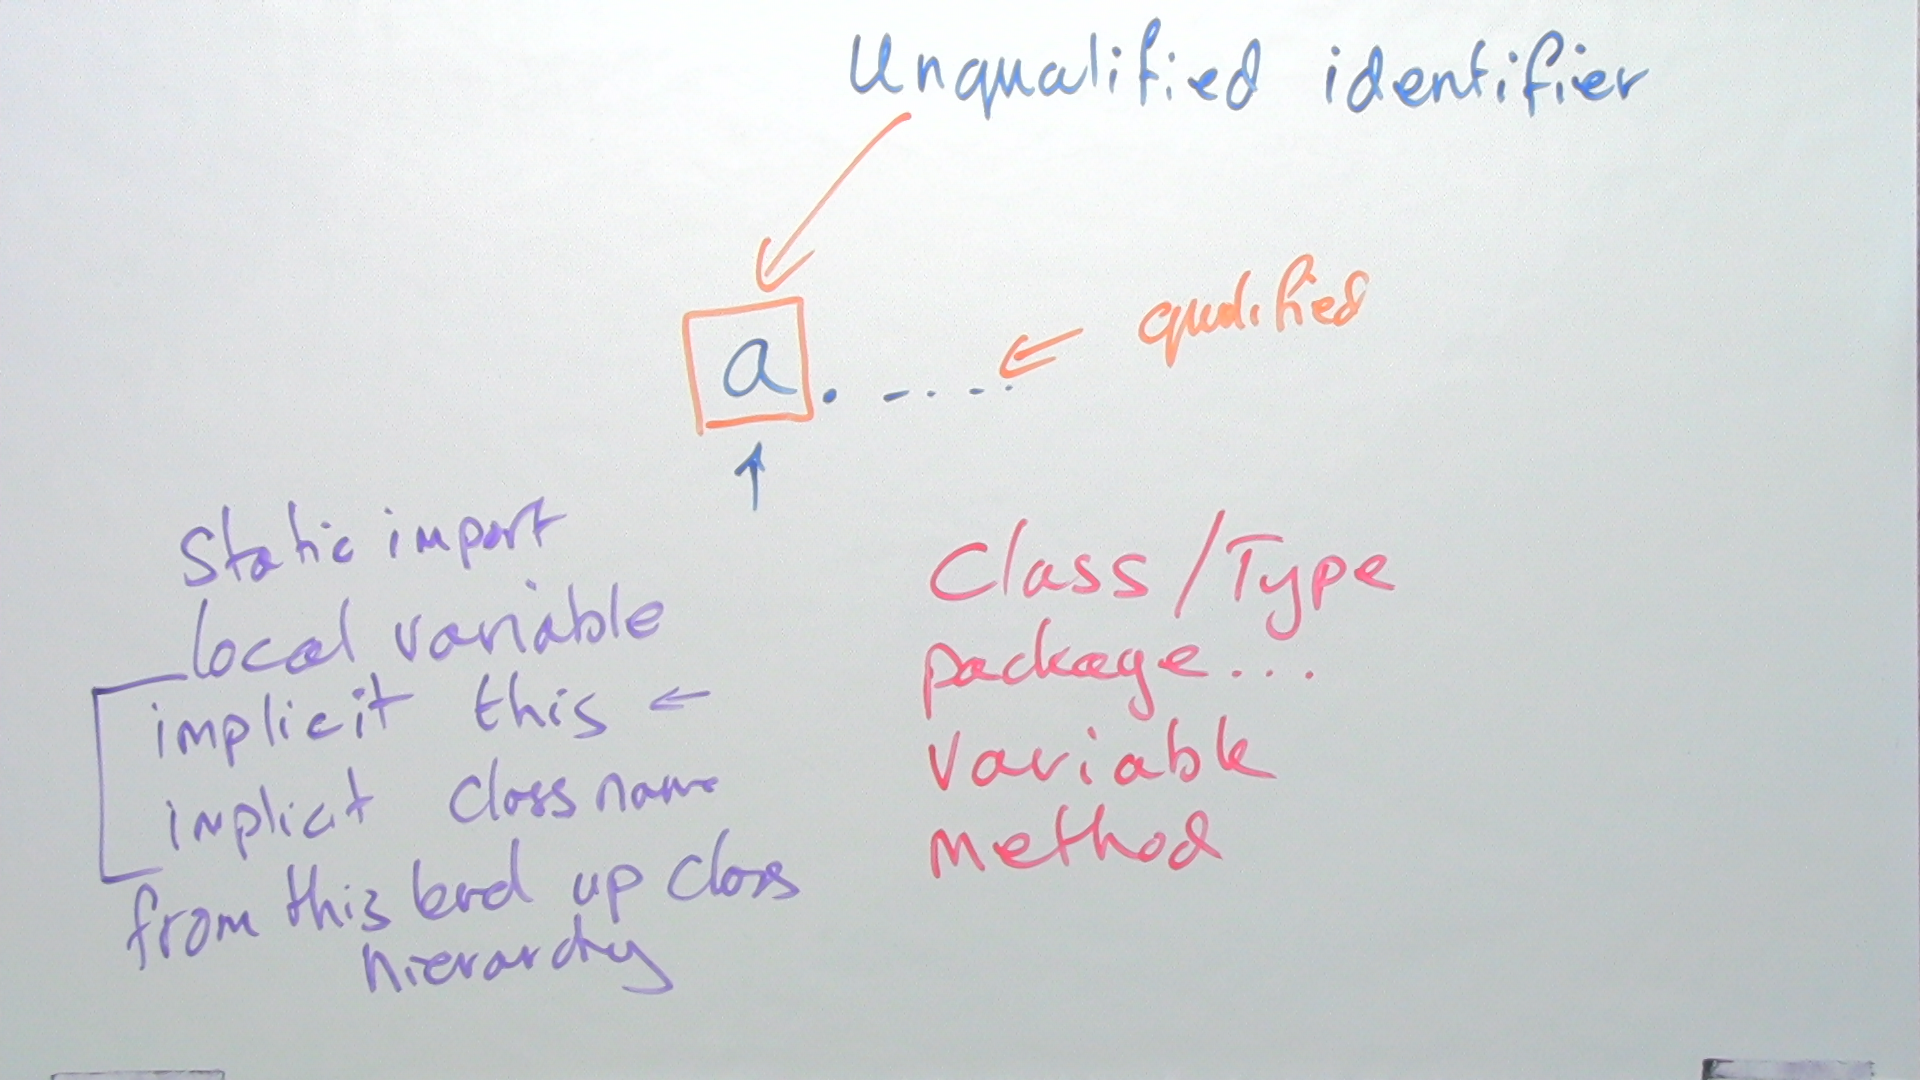 Unqualified identifier
qualified
a. - . - . .
Static import
local variable
implicit this ←
implicit class name
from this level up class
hierarchy
Class/Type
package...
Variable
Method